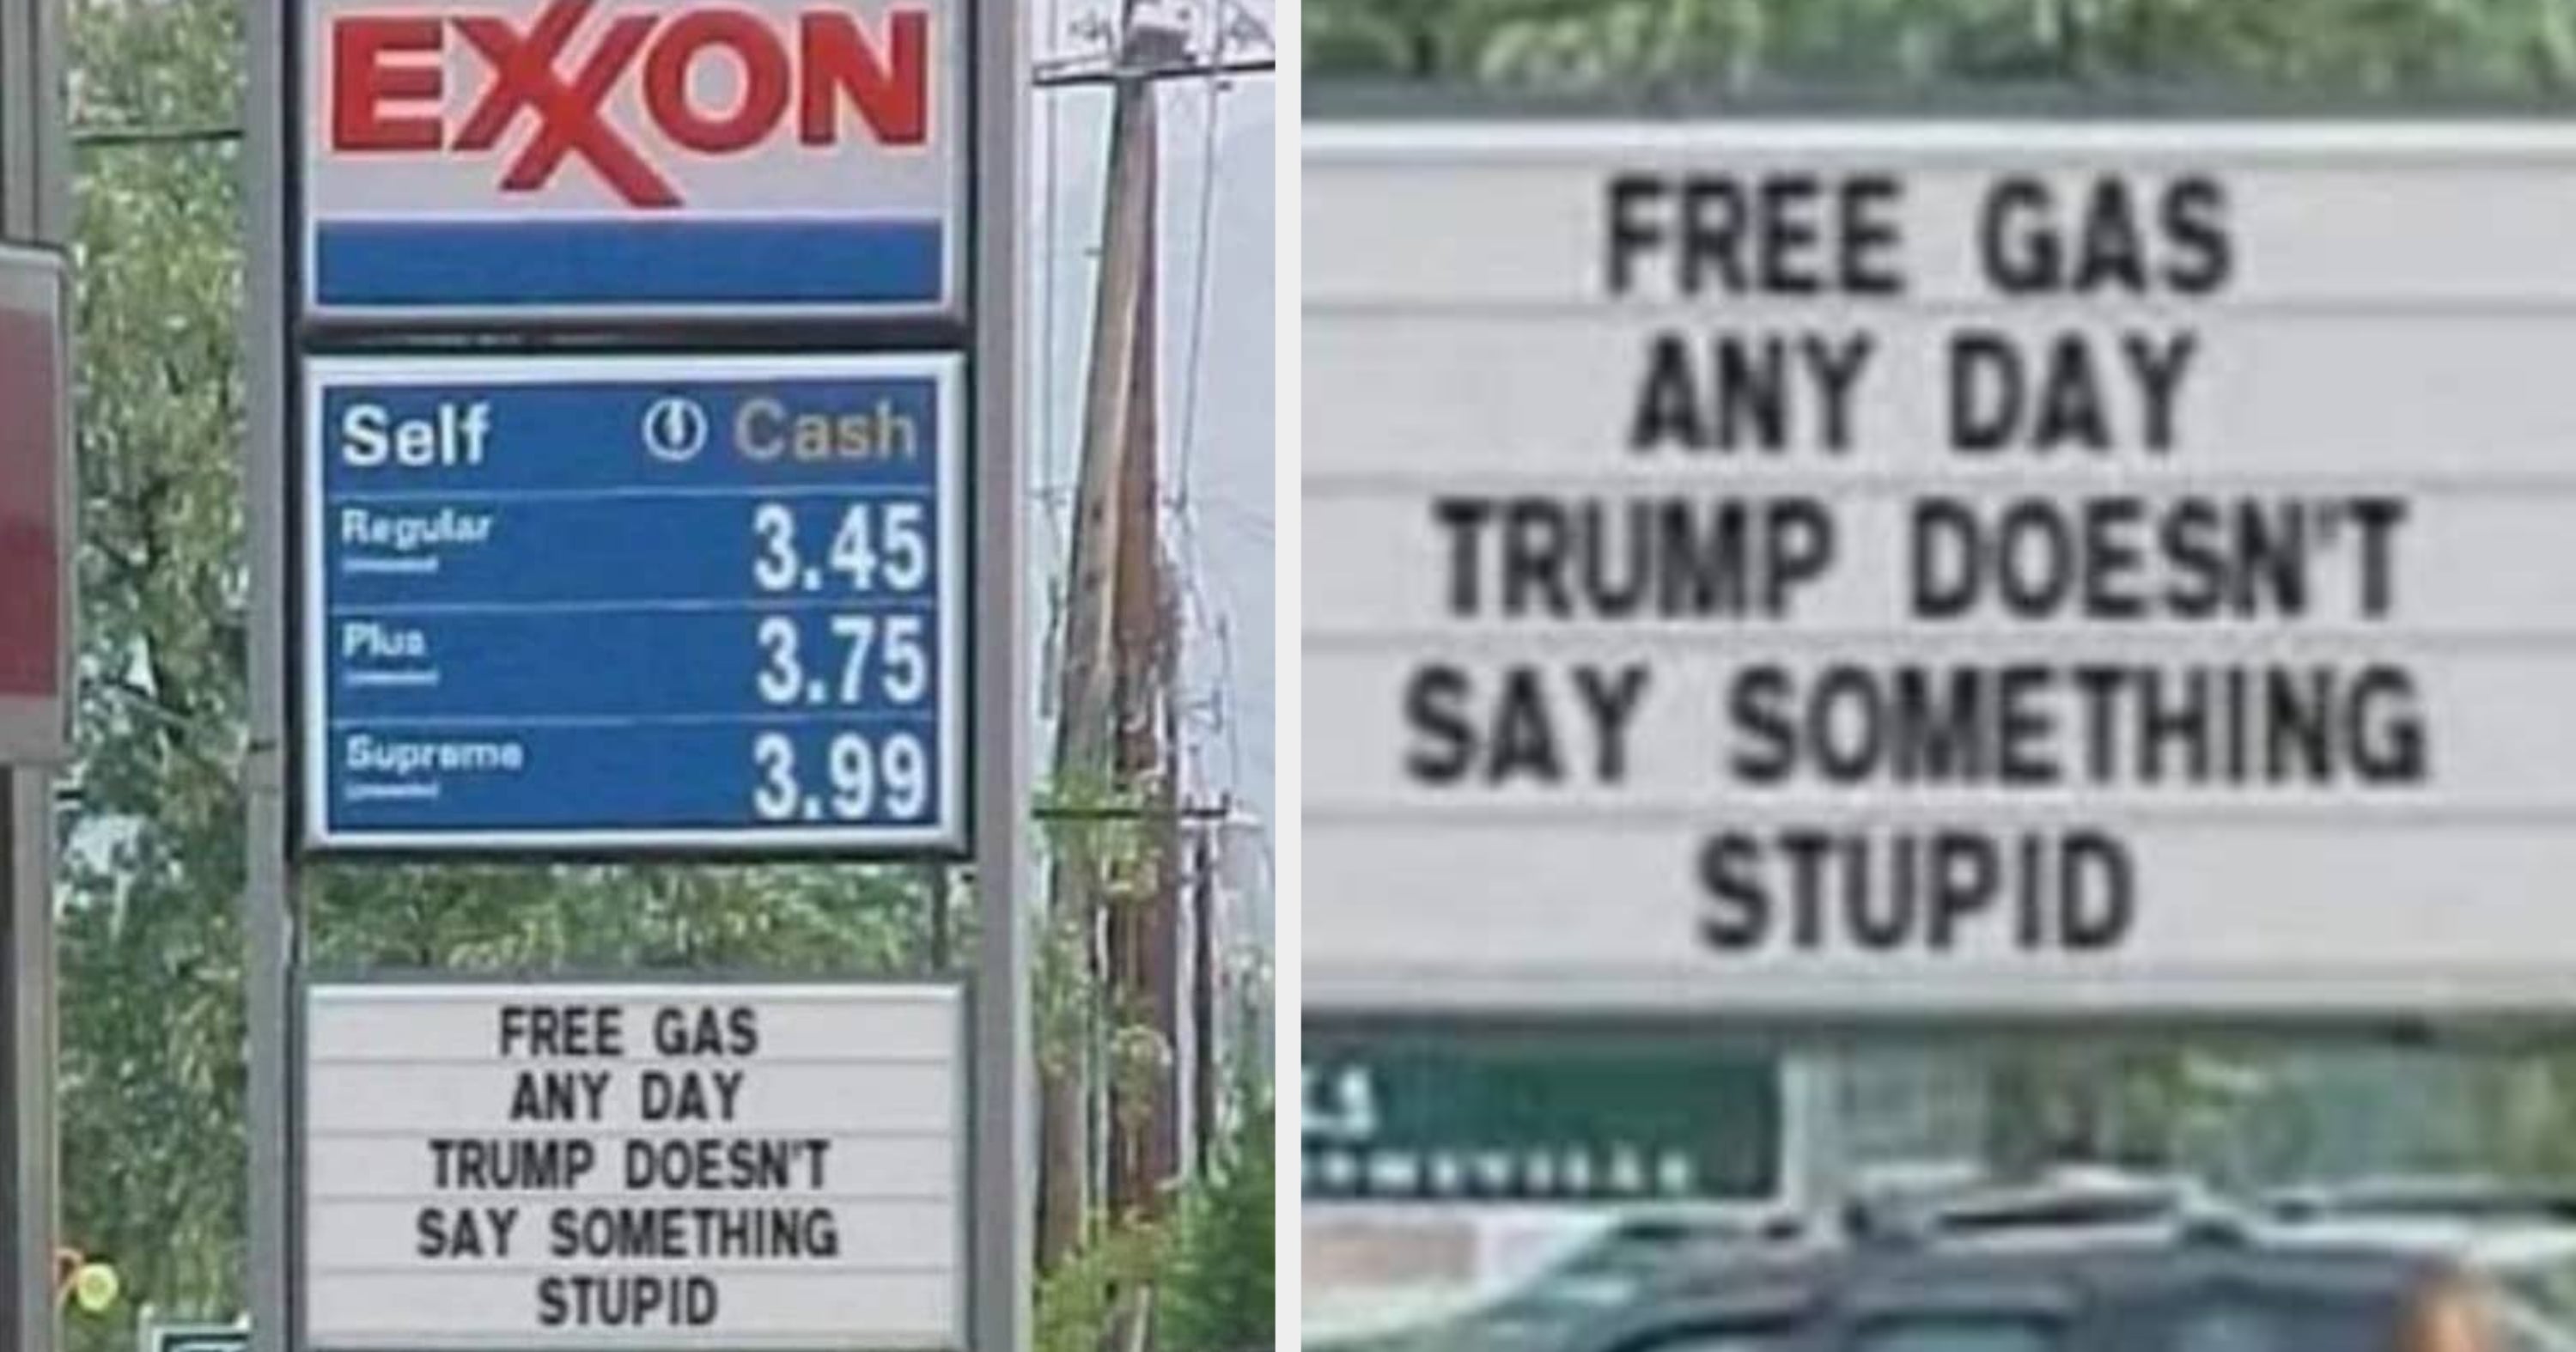 EXXON
Self Cash
Regular 3.45
Plus 3.75
Supreme 3.99
FREE GAS
ANY DAY
TRUMP DOESN'T
SAY SOMETHING
STUPID
FREE GAS
ANY DAY
TRUMP DOESN'T
SAY SOMETHING
STUPID